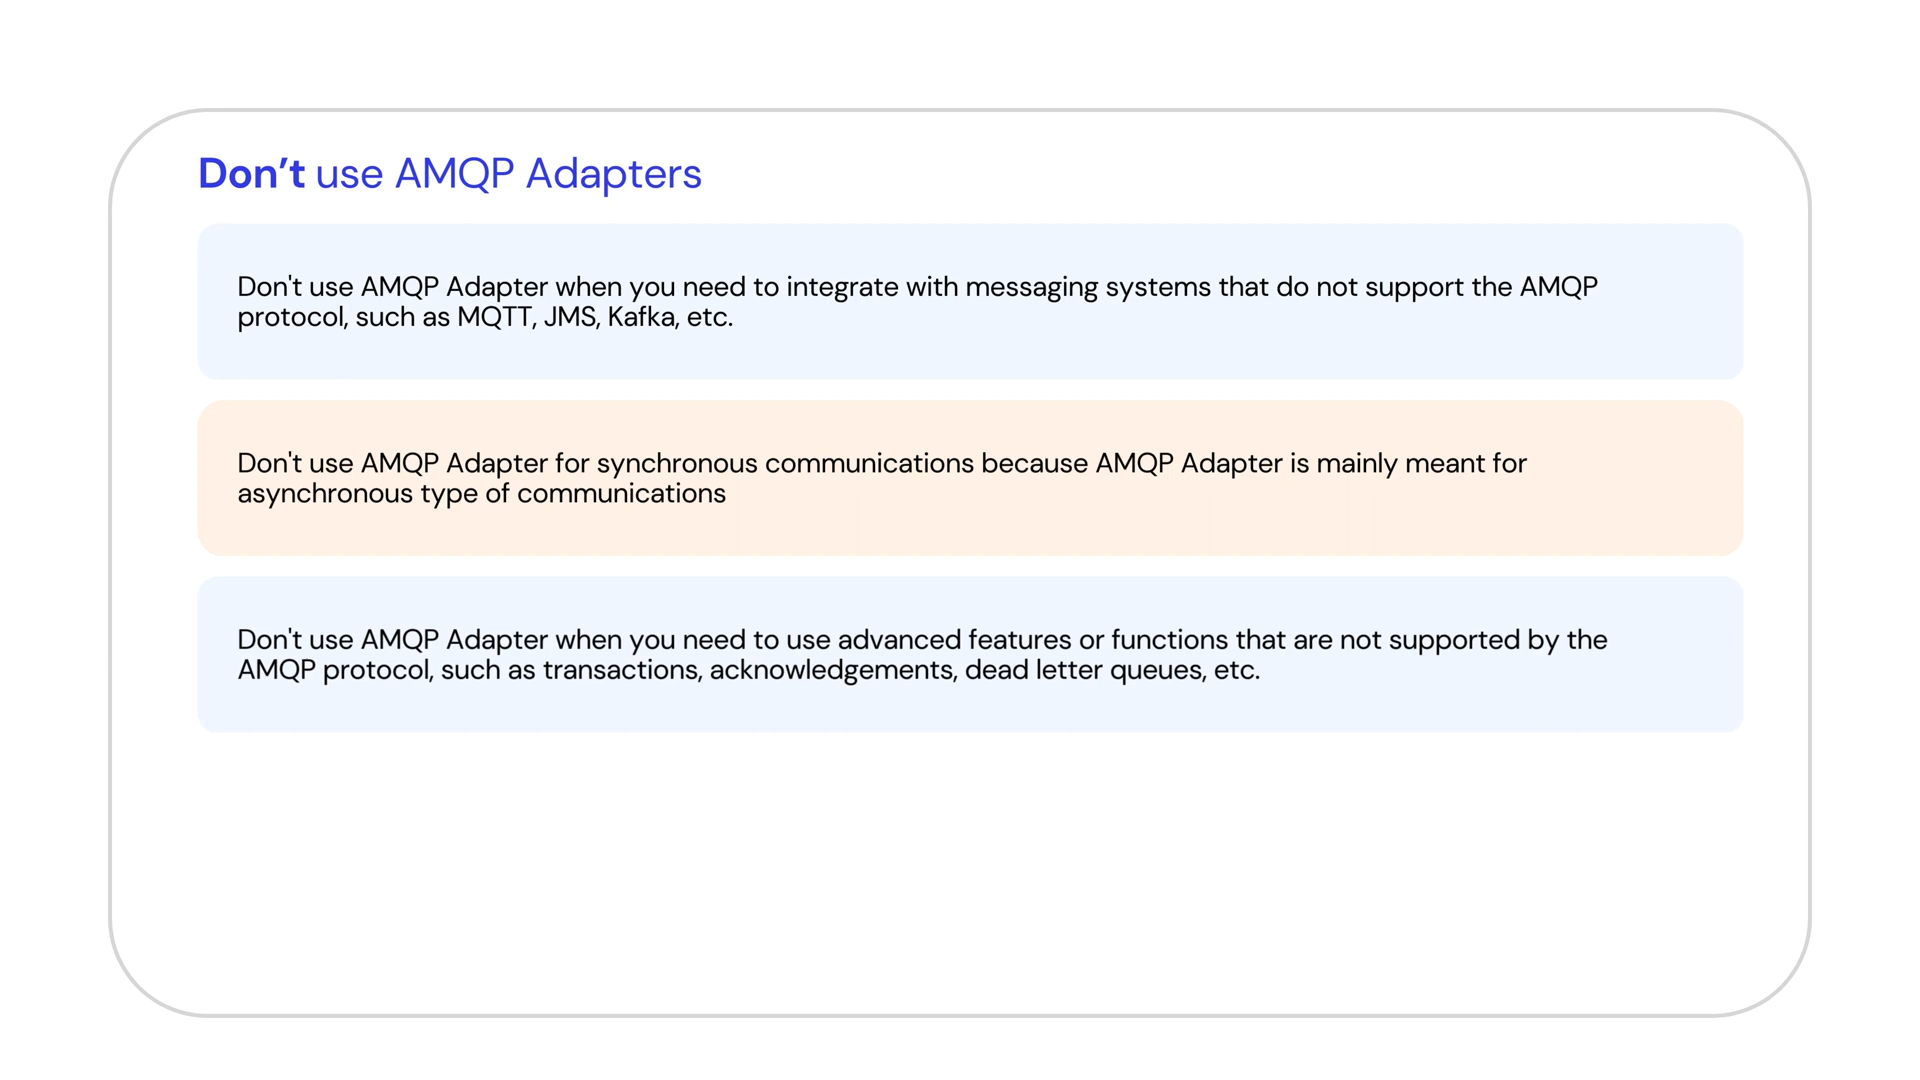 Don’t use AMQP Adapters
Don't use AMQP Adapter when you need to integrate with messaging systems that do not support the AMQP
protocol, such as MQTT, JMS, Kafka, etc.
Don't use AMQP Adapter for synchronous communications because AMQP Adapter is mainly meant for
asynchronous type of communications
Don't use AMQP Adapter when you need to use advanced features or functions that are not supported by the
AMQP protocol, such as transactions, acknowledgements, dead letter queues, etc.